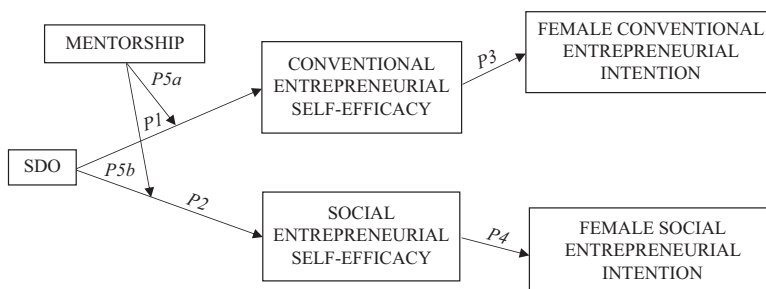 MENTORSHIP
P5a
P1
SDO
P5b
P2
CONVENTIONAL
ENTREPRENEURIAL
SELF-EFFICACY
P3
FEMALE CONVENTIONAL
ENTREPRENEURIAL
INTENTION
SOCIAL
ENTREPRENEURIAL
SELF-EFFICACY
P4
FEMALE SOCIAL
ENTREPRENEURIAL
INTENTION